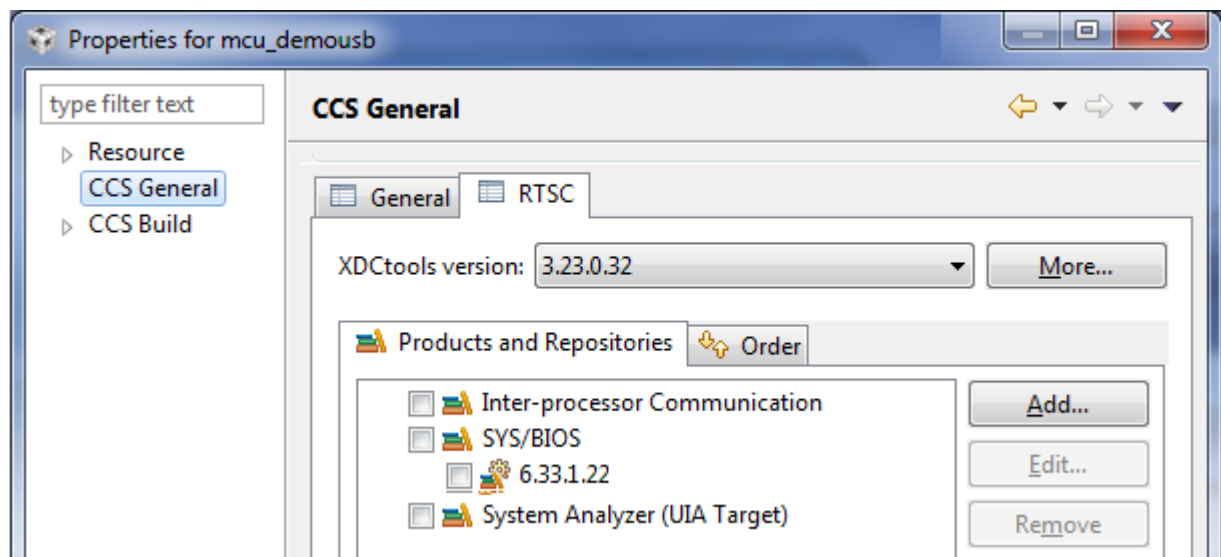 Properties for mcu_demousb
type filter text
Resource
CCS General
CCS Build
CCS General
General
RTSC
XDCtools version:
3.23.0.32
More...
Products and Repositories
Order
Inter-processor Communication
SYS/BIOS
6.33.1.22
System Analyzer (UIA Target)
Add...
Edit...
Remove